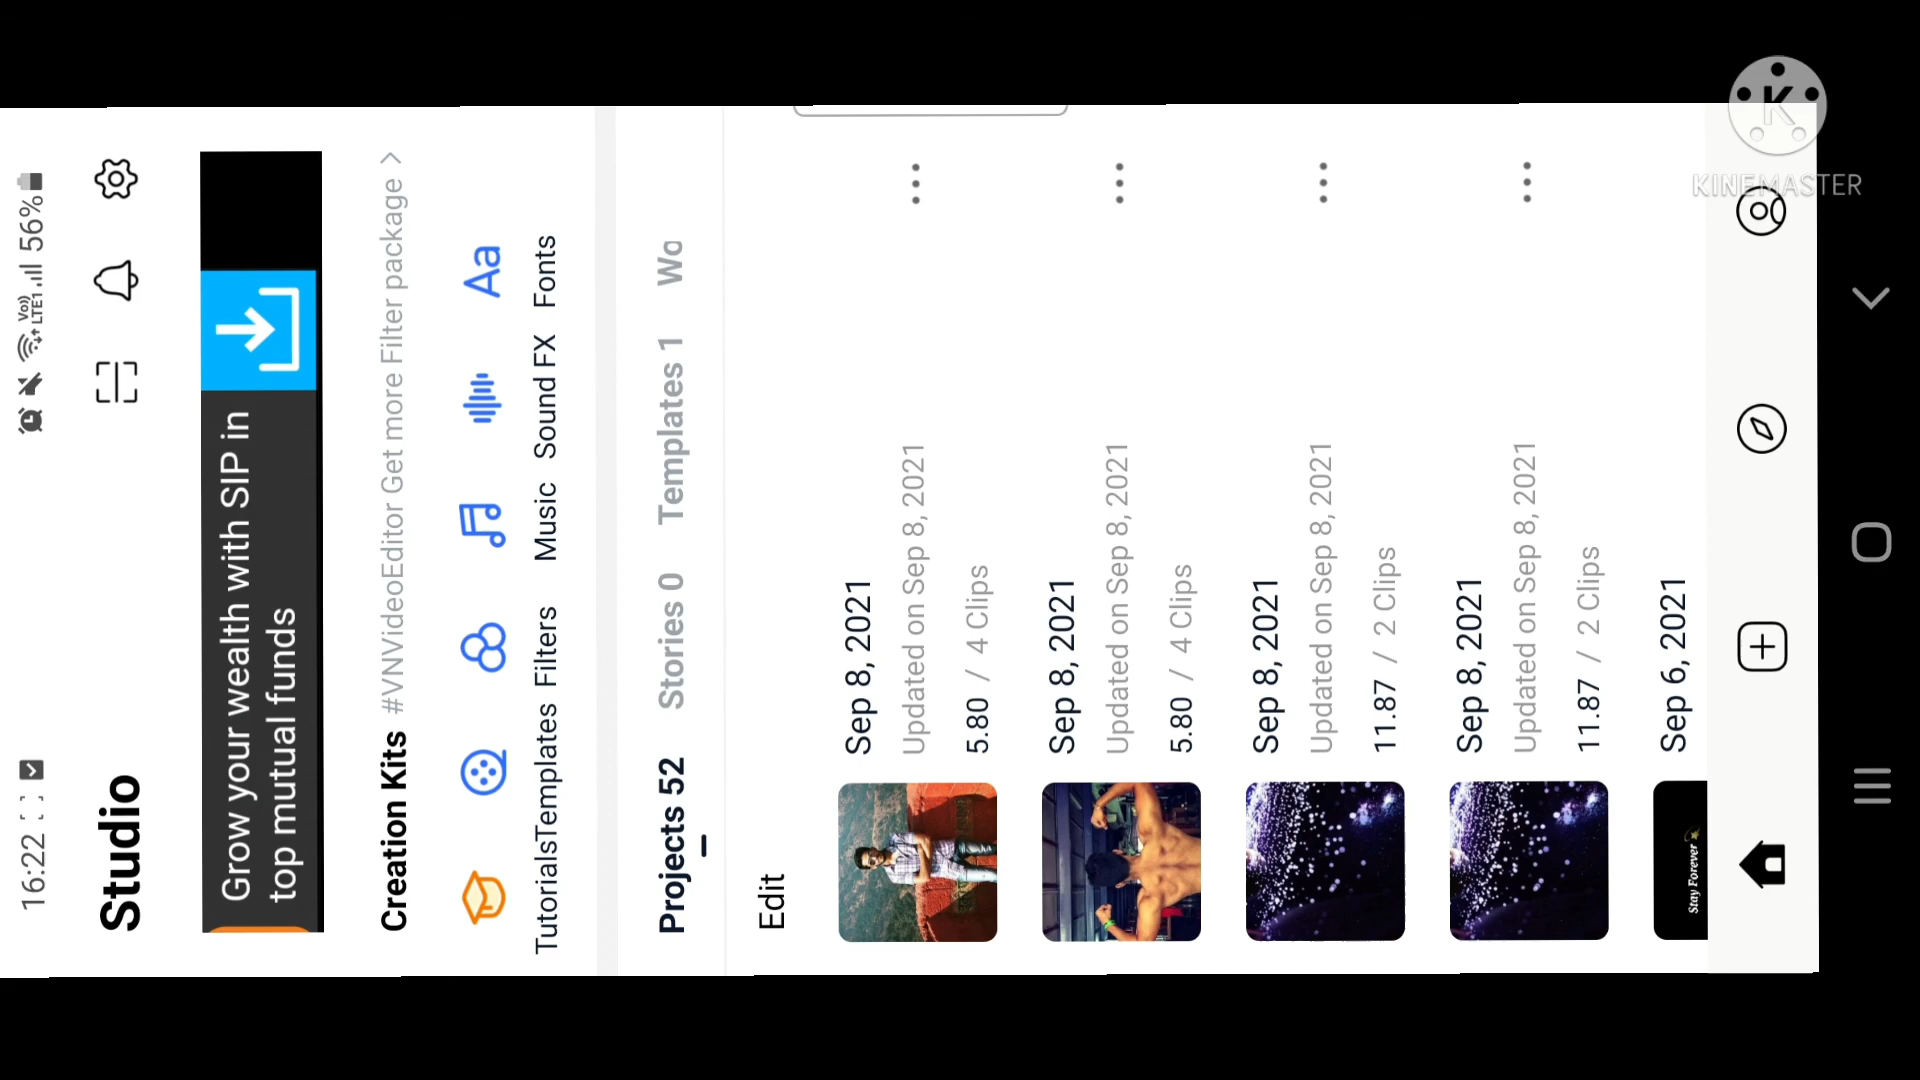 16:22
Vo)) LTE1 56%
Studio
Grow your wealth with SIP in
top mutual funds
Creation Kits #VNVideoEditor Get more Filter package >
Tutorials Templates Filters Music Sound FX Fonts
Aa
Projects 52 Stories 0 Templates 1 Wo
Edit
Sep 8, 2021
Updated on Sep 8, 2021
5.80 / 4 Clips
Sep 8, 2021
Updated on Sep 8, 2021
5.80 / 4 Clips
Sep 8, 2021
Updated on Sep 8, 2021
11.87 / 2 Clips
Sep 8, 2021
Updated on Sep 8, 2021
11.87 / 2 Clips
Sep 6, 2021
Stay Forever
K
KINEMASTER